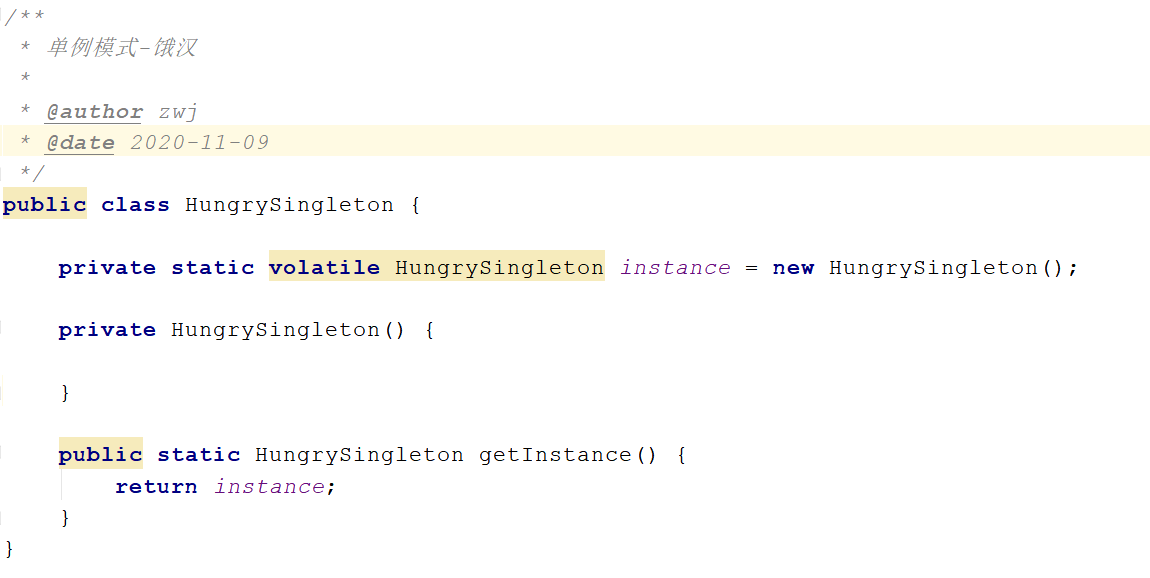 /**
 * 单例模式-饿汉
 *
 * @author zwj
 * @date 2020-11-09
 */
public class HungrySingleton {
    private static volatile HungrySingleton instance = new HungrySingleton();
    private HungrySingleton() {
    }
    public static HungrySingleton getInstance() {
        return instance;
    }
}